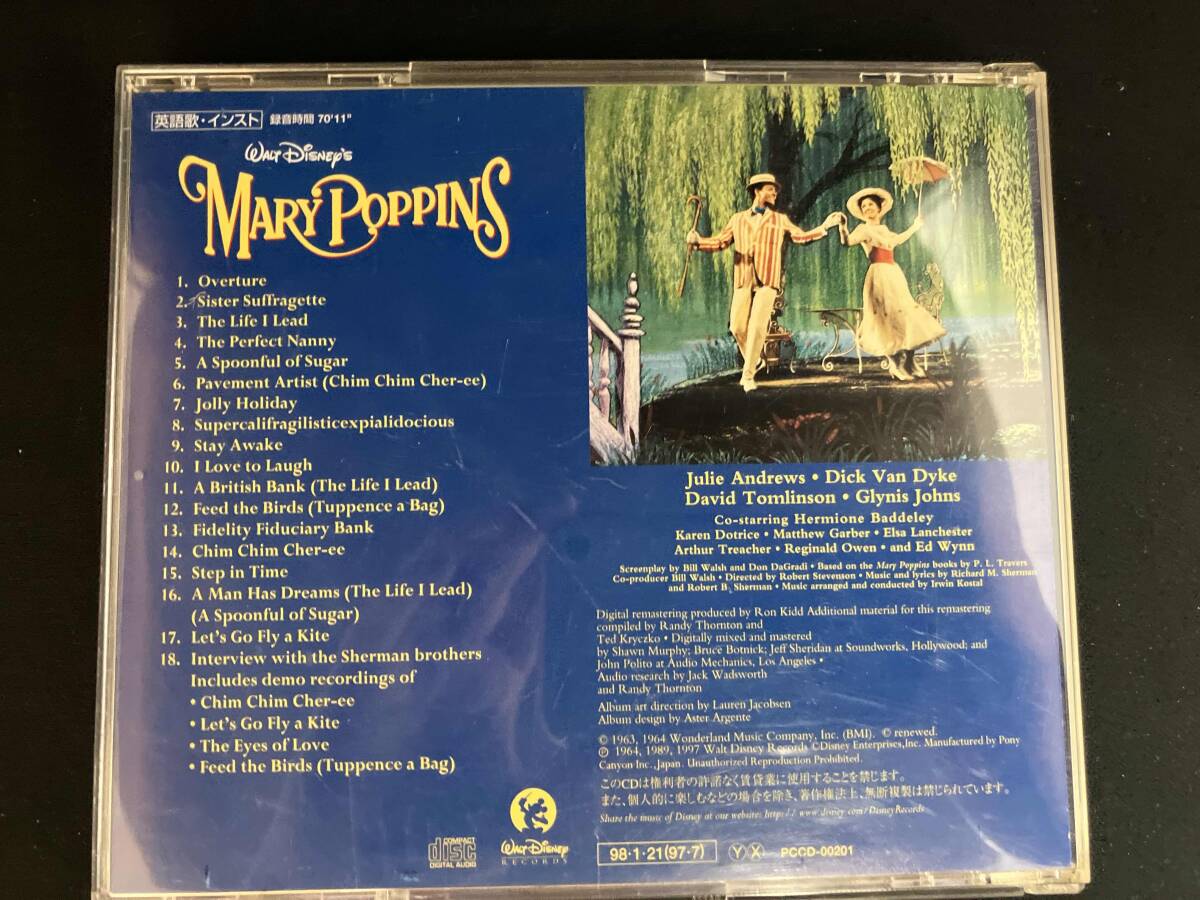 英語歌・インスト 録音時間 70'11"
WALT DISNEY'S
MARY POPPINS
1. Overture
2. Sister Suffragette
3. The Life I Lead
4. The Perfect Nanny
5. A Spoonful of Sugar
6. Pavement Artist (Chim Chim Cher-ee)
7. Jolly Holiday
8. Supercalifragilisticexpialidocious
9. Stay Awake
10. I Love to Laugh
11. A British Bank (The Life I Lead)
12. Feed the Birds (Tuppence a Bag)
13. Fidelity Fiduciary Bank
14. Chim Chim Cher-ee
15. Step in Time
16. A Man Has Dreams (The Life I Lead)
(A Spoonful of Sugar)
17. Let's Go Fly a Kite
18. Interview with the Sherman brothers
Includes demo recordings of
• Chim Chim Cher-ee
• Let's Go Fly a Kite
• The Eyes of Love
• Feed the Birds (Tuppence a Bag)
COMPACT
disc
DIGITAL AUDIO
WALT DISNEY
RECORDS
Julie Andrews • Dick Van Dyke
David Tomlinson • Glynis Johns
Co-starring Hermione Baddeley
Karen Dotrice • Matthew Garber • Elsa Lanchester
Arthur Treacher • Reginald Owen • and Ed Wynn
Screenplay by Bill Walsh and Don DaGradi • Based on the Mary Poppins books by P. L. Travers
Co-producer Bill Walsh • Directed by Robert Stevenson • Music and lyrics by Richard M. Sherman
and Robert B. Sherman • Music arranged and conducted by Irwin Kostal
Digital remastering produced by Ron Kidd Additional material for this remastering
compiled by Randy Thornton and
Ted Kryczko • Digitally mixed and mastered
by Shawn Murphy; Bruce Botnick; Jeff Sheridan at Soundworks, Hollywood; and
John Polito at Audio Mechanics, Los Angeles •
Audio research by Jack Wadsworth
and Randy Thornton
Album art direction by Lauren Jacobsen
Album design by Aster Argente
© 1963, 1964 Wonderland Music Company, Inc. (BMI). © renewed.
℗ 1964, 1989, 1997 Walt Disney Records ©Disney Enterprises,Inc. Manufactured by Pony
Canyon Inc., Japan. Unauthorized Reproduction Prohibited.
このCDは権利者の許諾なく賃貸業に使用することを禁じます。
また、個人的に楽しむなどの場合を除き、著作権法上、無断複製は禁じられています。
Share the music of Disney at our website: http://www.disney.com/DisneyRecords
98・1・21(97・7) Y X PCCD-00201